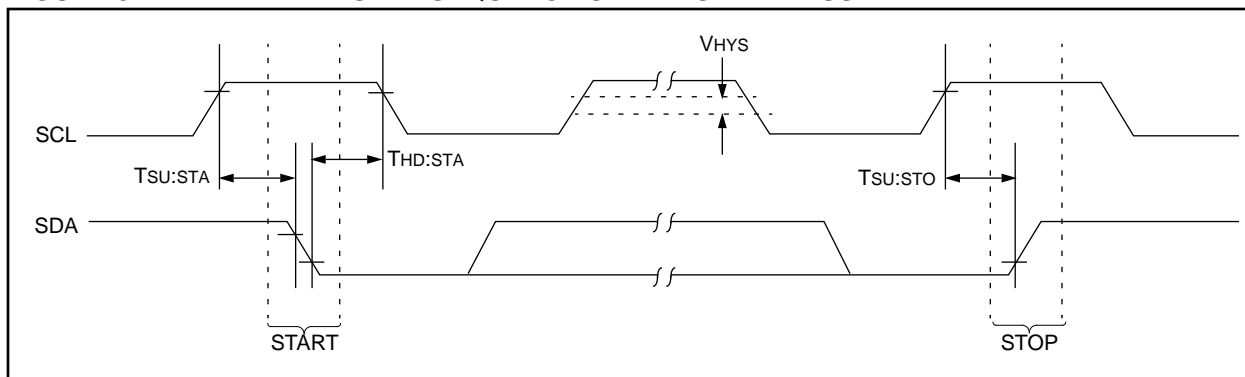 VHYS
SCL
THD:STA
TSU:STA
TSU:STO
SDA
START
STOP